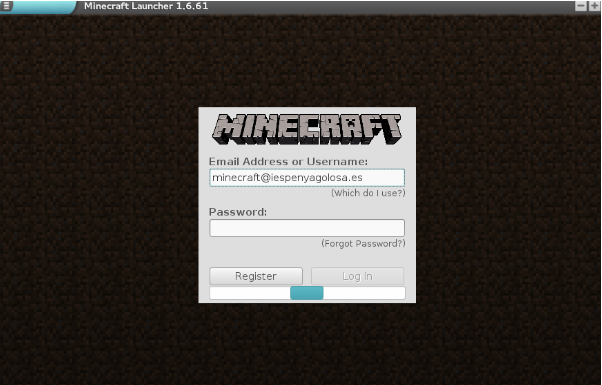 Minecraft Launcher 1.6.61
MINECRAFT
Email Address or Username:
minecraft@iespenyagolosa.es
(Which do I use?)
Password:
(Forgot Password?)
Register
Log In